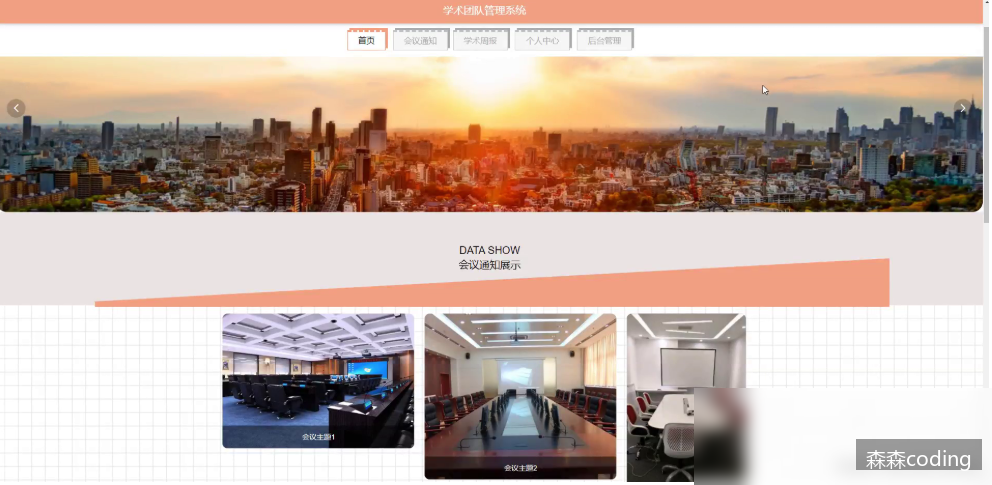 学术团队管理系统
首页 会议通知 学术周报 个人中心 后台管理
DATA SHOW
会议通知展示
会议主题1
会议主题2
森森coding